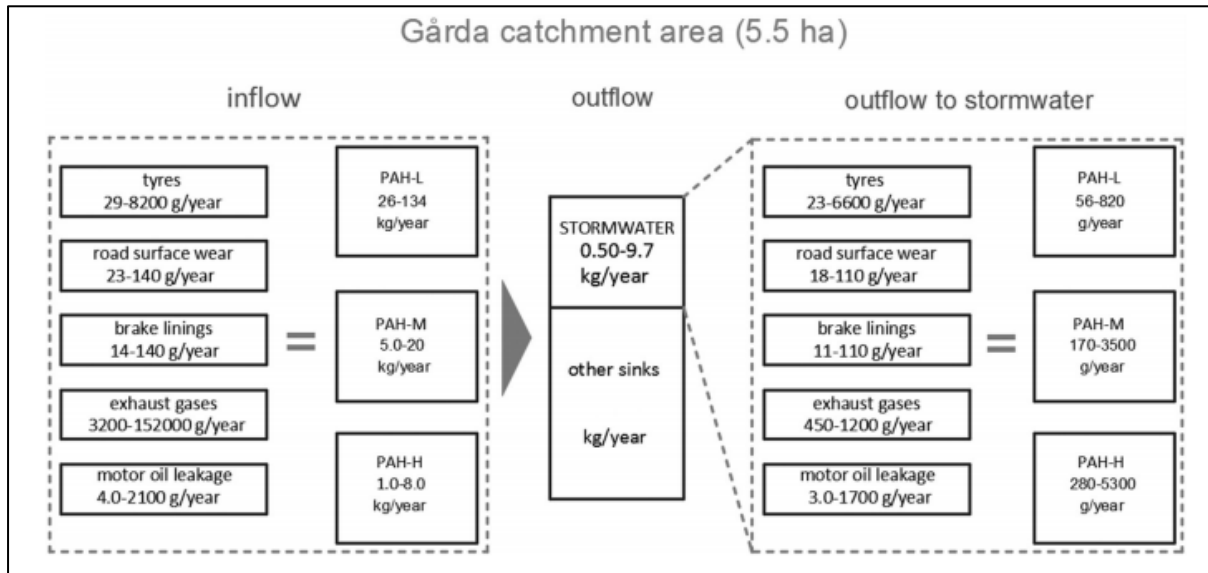 Gårda catchment area (5.5 ha)
inflow
tyres
29-8200 g/year
road surface wear
23-140 g/year
brake linings
14-140 g/year
exhaust gases
3200-152000 g/year
motor oil leakage
4.0-2100 g/year
=
PAH-L
26-134
kg/year
PAH-M
5.0-20
kg/year
PAH-H
1.0-8.0
kg/year
outflow
STORMWATER
0.50-9.7
kg/year
other sinks
kg/year
outflow to stormwater
tyres
23-6600 g/year
road surface wear
18-110 g/year
brake linings
11-110 g/year
exhaust gases
450-1200 g/year
motor oil leakage
3.0-1700 g/year
=
PAH-L
56-820
g/year
PAH-M
170-3500
g/year
PAH-H
280-5300
g/year